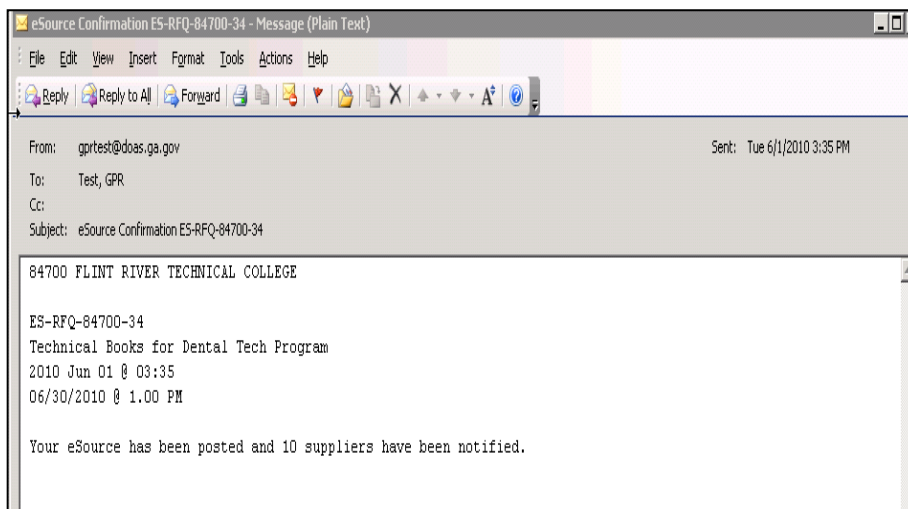 eSource Confirmation ES-RFQ-84700-34 - Message (Plain Text)
File Edit View Insert Format Tools Actions Help
Reply Reply to All Forward
From: gprtest@doas.ga.gov Sent: Tue 6/1/2010 3:35 PM
To: Test, GPR
Cc:
Subject: eSource Confirmation ES-RFQ-84700-34
84700 FLINT RIVER TECHNICAL COLLEGE
ES-RFQ-84700-34
Technical Books for Dental Tech Program
2010 Jun 01 @ 03:35
06/30/2010 @ 1.00 PM
Your eSource has been posted and 10 suppliers have been notified.